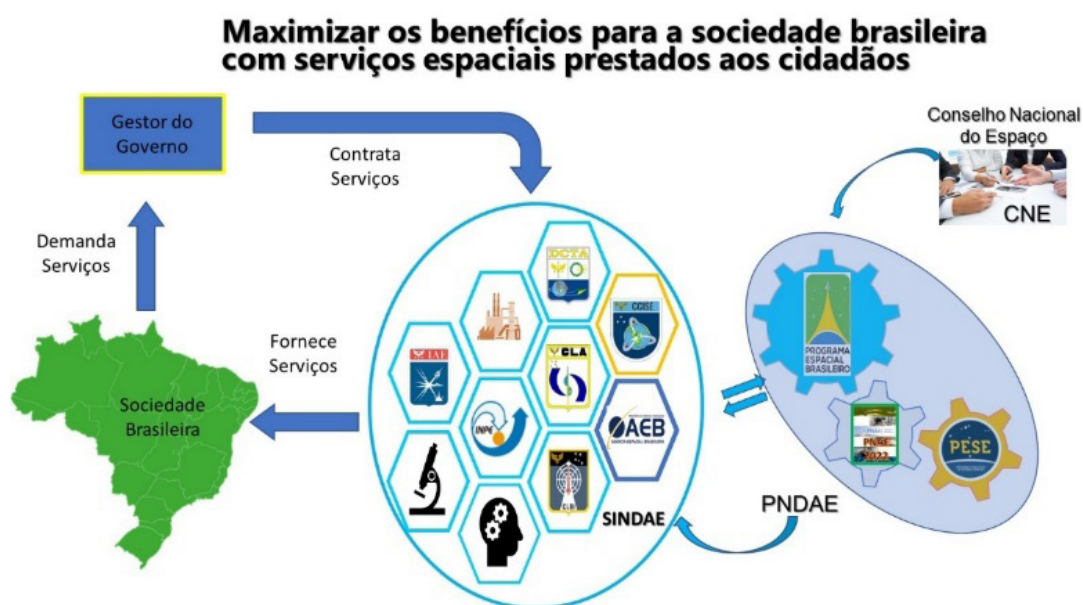 Maximizar os benefícios para a sociedade brasileira
com serviços espaciais prestados aos cidadãos
Gestor do
Governo
Contrata
Serviços
Conselho Nacional
do Espaço
CNE
Demanda
Serviços
Fornece
Serviços
Sociedade
Brasileira
DCTA
CCISE
IAE
CLA
INPE
AEB
CLBI
SINDAE
PROGRAMA
ESPACIAL
BRASILEIRO
PNAE
2022
PESE
PNDAE